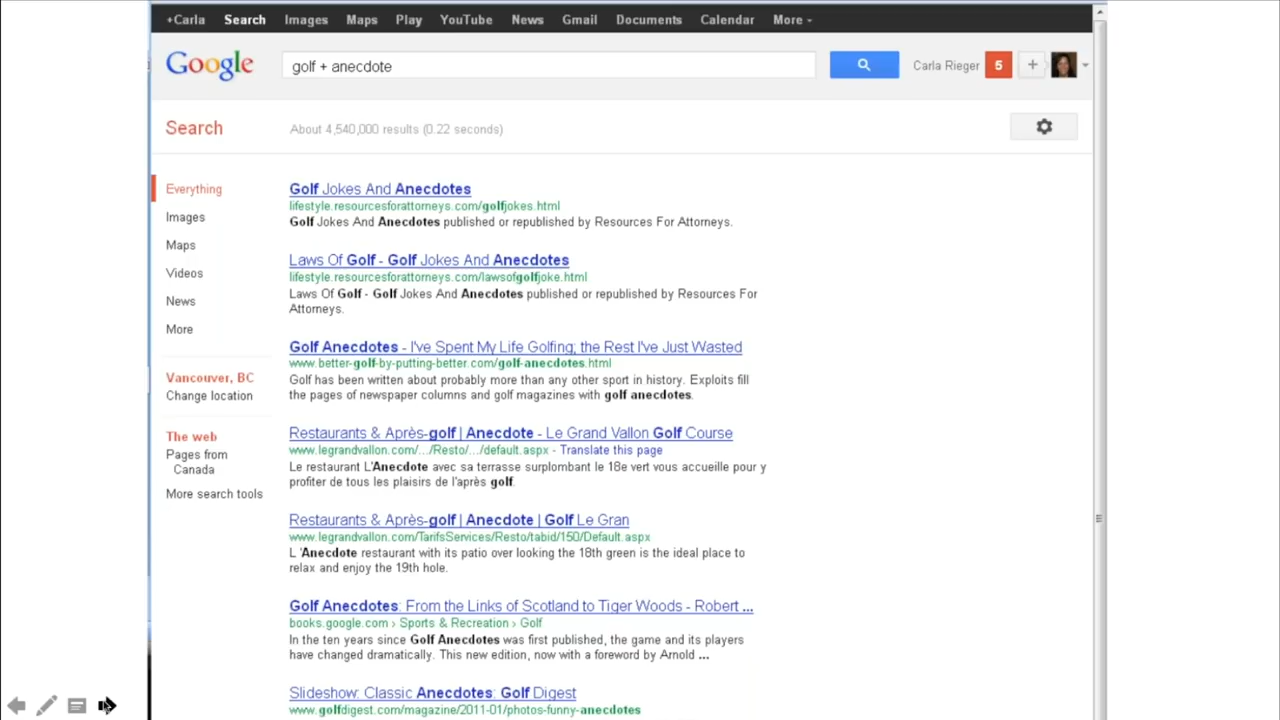 +Carla Search Images Maps Play YouTube News Gmail Documents Calendar More
Google golf + anecdote Carla Rieger 5 +
Search About 4,540,000 results (0.22 seconds)
Everything
Images
Maps
Videos
News
More
Vancouver, BC
Change location
The web
Pages from
Canada
More search tools
Golf Jokes And Anecdotes
lifestyle.resourcesforattorneys.com/golfjokes.html
Golf Jokes And Anecdotes published or republished by Resources For Attorneys.
Laws Of Golf - Golf Jokes And Anecdotes
lifestyle.resourcesforattorneys.com/lawsofgolfjoke.html
Laws Of Golf - Golf Jokes And Anecdotes published or republished by Resources For
Attorneys.
Golf Anecdotes - I've Spent My Life Golfing; the Rest I've Just Wasted
www.better-golf-by-putting-better.com/golf-anecdotes.html
Golf has been written about probably more than any other sport in history. Exploits fill
the pages of newspaper columns and golf magazines with golf anecdotes.
Restaurants & Après-golf | Anecdote - Le Grand Vallon Golf Course
www.legrandvallon.com/.../Resto/.../default.aspx - Translate this page
Le restaurant L'Anecdote avec sa terrasse surplombant le 18e vert vous accueille pour y
profiter de tous les plaisirs de l'après golf.
Restaurants & Après-golf | Anecdote | Golf Le Gran
www.legrandvallon.com/TarifsServices/Resto/tabid/150/Default.aspx
L 'Anecdote restaurant with its patio over looking the 18th green is the ideal place to
relax and enjoy the 19th hole.
Golf Anecdotes: From the Links of Scotland to Tiger Woods - Robert ...
books.google.com › Sports & Recreation › Golf
In the ten years since Golf Anecdotes was first published, the game and its players
have changed dramatically. This new edition, now with a foreword by Arnold ...
Slideshow: Classic Anecdotes: Golf Digest
www.golfdigest.com/magazine/2011-01/photos-funny-anecdotes